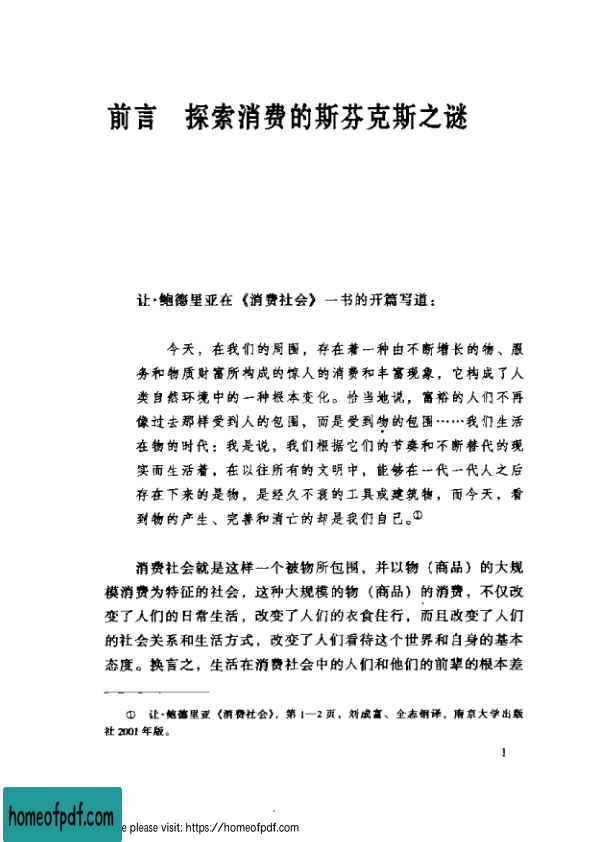 前言 探索消费的斯芬克斯之谜
让·鲍德里亚在《消费社会》一书的开篇写道：
今天，在我们的周围，存在着一种由不断增长的物、服
务和物质财富所构成的惊人的消费和丰富现象，它构成了人
类自然环境中的一种根本变化。恰当地说，富裕的人们不再
像过去那样受到人的包围，而是受到物的包围……我们生活
在物的时代：我是说，我们根据它们的节奏和不断替代的现
实而生活着，在以往所有的文明中，能够在一代一代人之后
存在下来的是物，是经久不衰的工具或建筑物，而今天，看
到物的产生、完善和消亡的却是我们自己。①
消费社会就是这样一个被物所包围，并以物（商品）的大规
模消费为特征的社会，这种大规模的物（商品）的消费，不仅改
变了人们的日常生活，改变了人们的衣食住行，而且改变了人们
的社会关系和生活方式，改变了人们看待这个世界和自身的基本
态度。换言之，生活在消费社会中的人们和他们的前辈的根本差
① 让·鲍德里亚《消费社会》，第1—2页，刘成富、全志钢译，南京大学出版
社2001年版。
1
homeofpdf.com
e please visit: https://homeofpdf.com